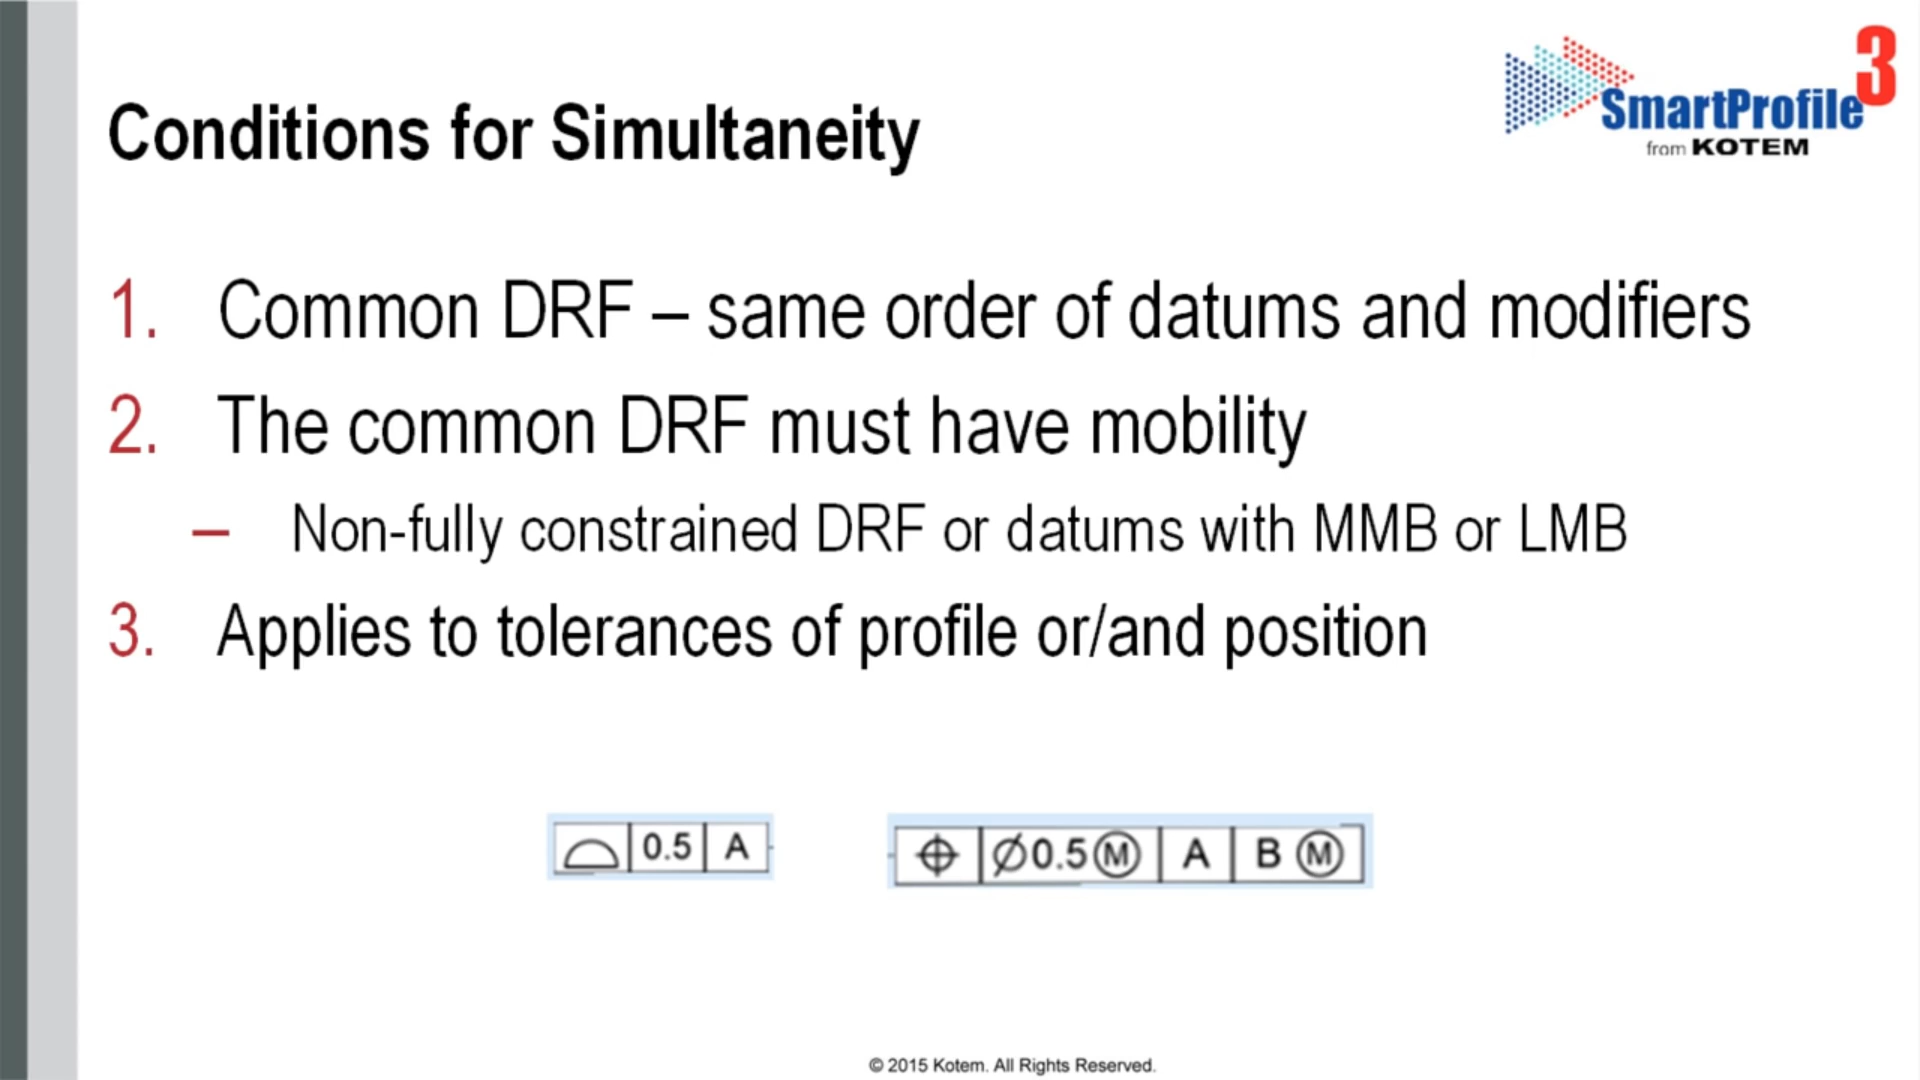 3
SmartProfile
from KOTEM
Conditions for Simultaneity
1. Common DRF – same order of datums and modifiers
2. The common DRF must have mobility
– Non-fully constrained DRF or datums with MMB or LMB
3. Applies to tolerances of profile or/and position
⌓ 0.5 A
⌖ ∅0.5Ⓜ A B Ⓜ
© 2015 Kotem. All Rights Reserved.